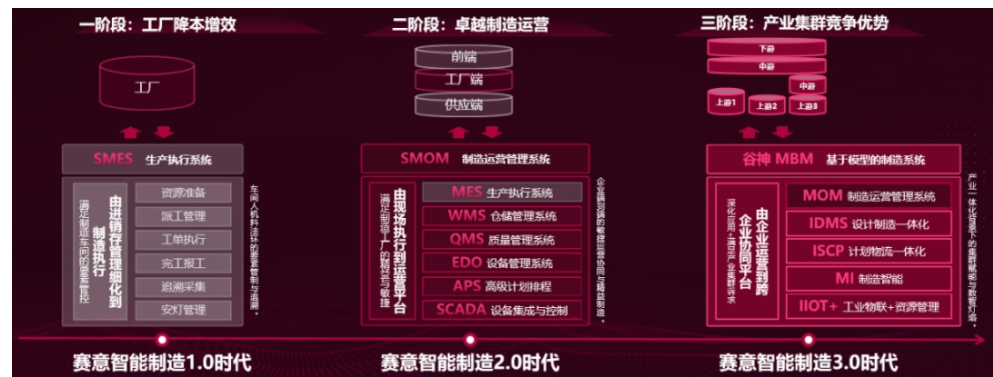 一阶段：工厂降本增效
工厂
SMES 生产执行系统
由进销存管理细化到
制造执行
满足制造车间的要素管控
资源准备
派工管理
工单执行
完工报工
追溯采集
安灯管理
车间人机料法环的要素管制与追溯。
赛意智能制造1.0时代
二阶段：卓越制造运营
前端
工厂端
供应端
SMOM 制造运营管理系统
由现场执行到运营平台
满足制造工厂的精益与敏捷
MES 生产执行系统
WMS 仓储管理系统
QMS 质量管理系统
EDO 设备管理系统
APS 高级计划排程
SCADA 设备集成与控制
企业端到端的敏捷运营协同与精益制造。
赛意智能制造2.0时代
三阶段：产业集群竞争优势
下游
中游
中游
上游1
上游2
上游3
谷神 MBM 基于模型的制造系统
由企业运营到跨
企业协同平台
深化应用+满足产业集群诉求
MOM 制造运营管理系统
IDMS 设计制造一体化
ISCP 计划物流一体化
MI 制造智能
IIOT+ 工业物联+资源管理
产业一体化背景下的集群赋能与数智灯塔。
赛意智能制造3.0时代